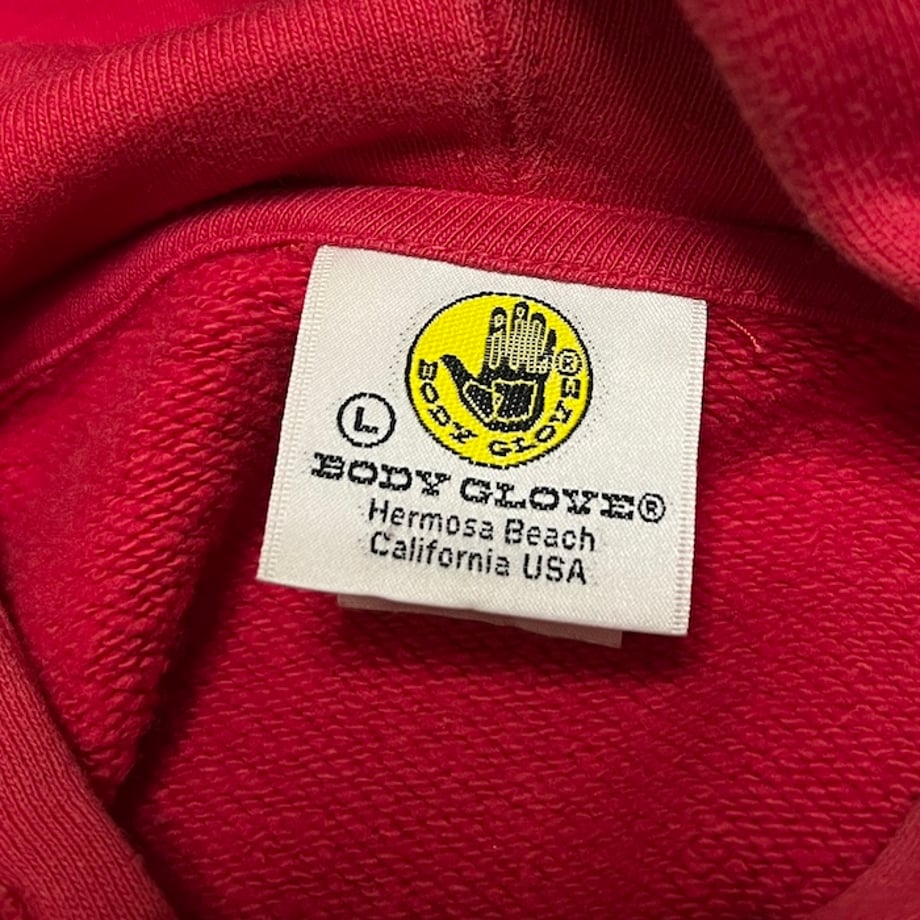 BODY GLOVE®
L
BODY GLOVE®
Hermosa Beach
California USA